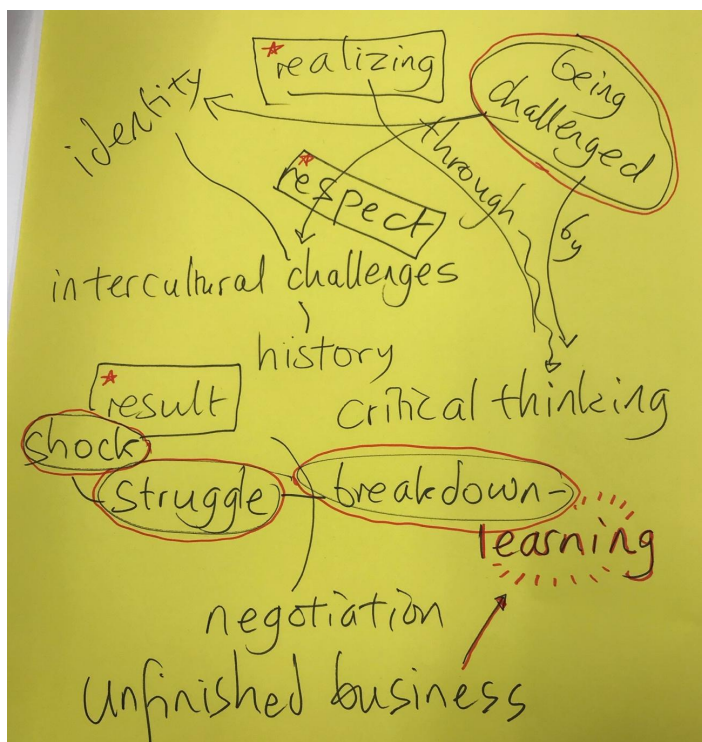 realizing
being
challenged
identity
through
respect
by
intercultural challenges
history
result
critical thinking
shock
struggle
breakdown-
learning
negotiation
Unfinished business